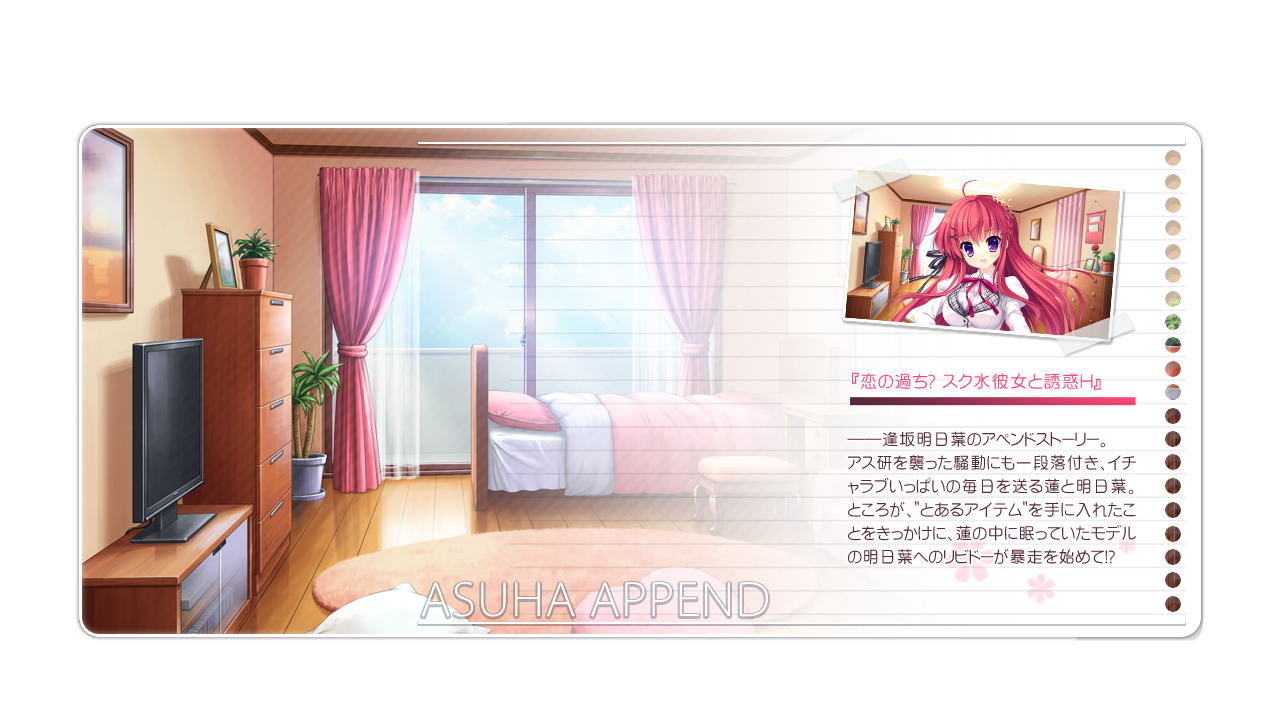 『恋の過ち? スク水彼女と誘惑H』
――逢坂明日葉のアペンドストーリー。
アス研を襲った騒動にも一段落付き、イチ
ャラブいっぱいの毎日を送る蓮と明日葉。
ところが、"とあるアイテム"を手に入れたこ
とをきっかけに、蓮の中に眠っていたモデル
の明日葉へのリビドーが暴走を始めて!?
ASUHA APPEND